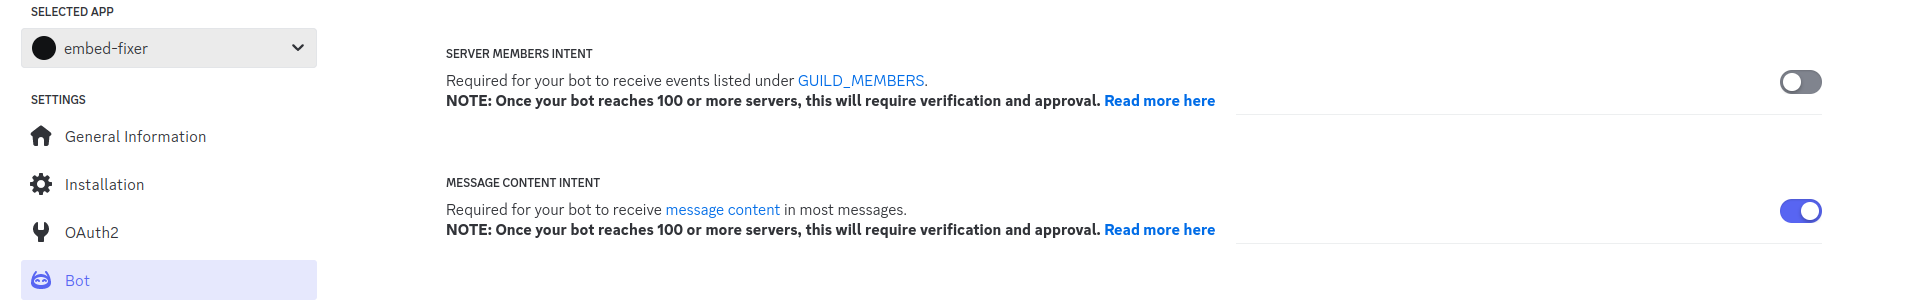 SELECTED APP
embed-fixer
SETTINGS
General Information
Installation
OAuth2
Bot
SERVER MEMBERS INTENT
Required for your bot to receive events listed under GUILD_MEMBERS.
NOTE: Once your bot reaches 100 or more servers, this will require verification and approval. Read more here
MESSAGE CONTENT INTENT
Required for your bot to receive message content in most messages.
NOTE: Once your bot reaches 100 or more servers, this will require verification and approval. Read more here